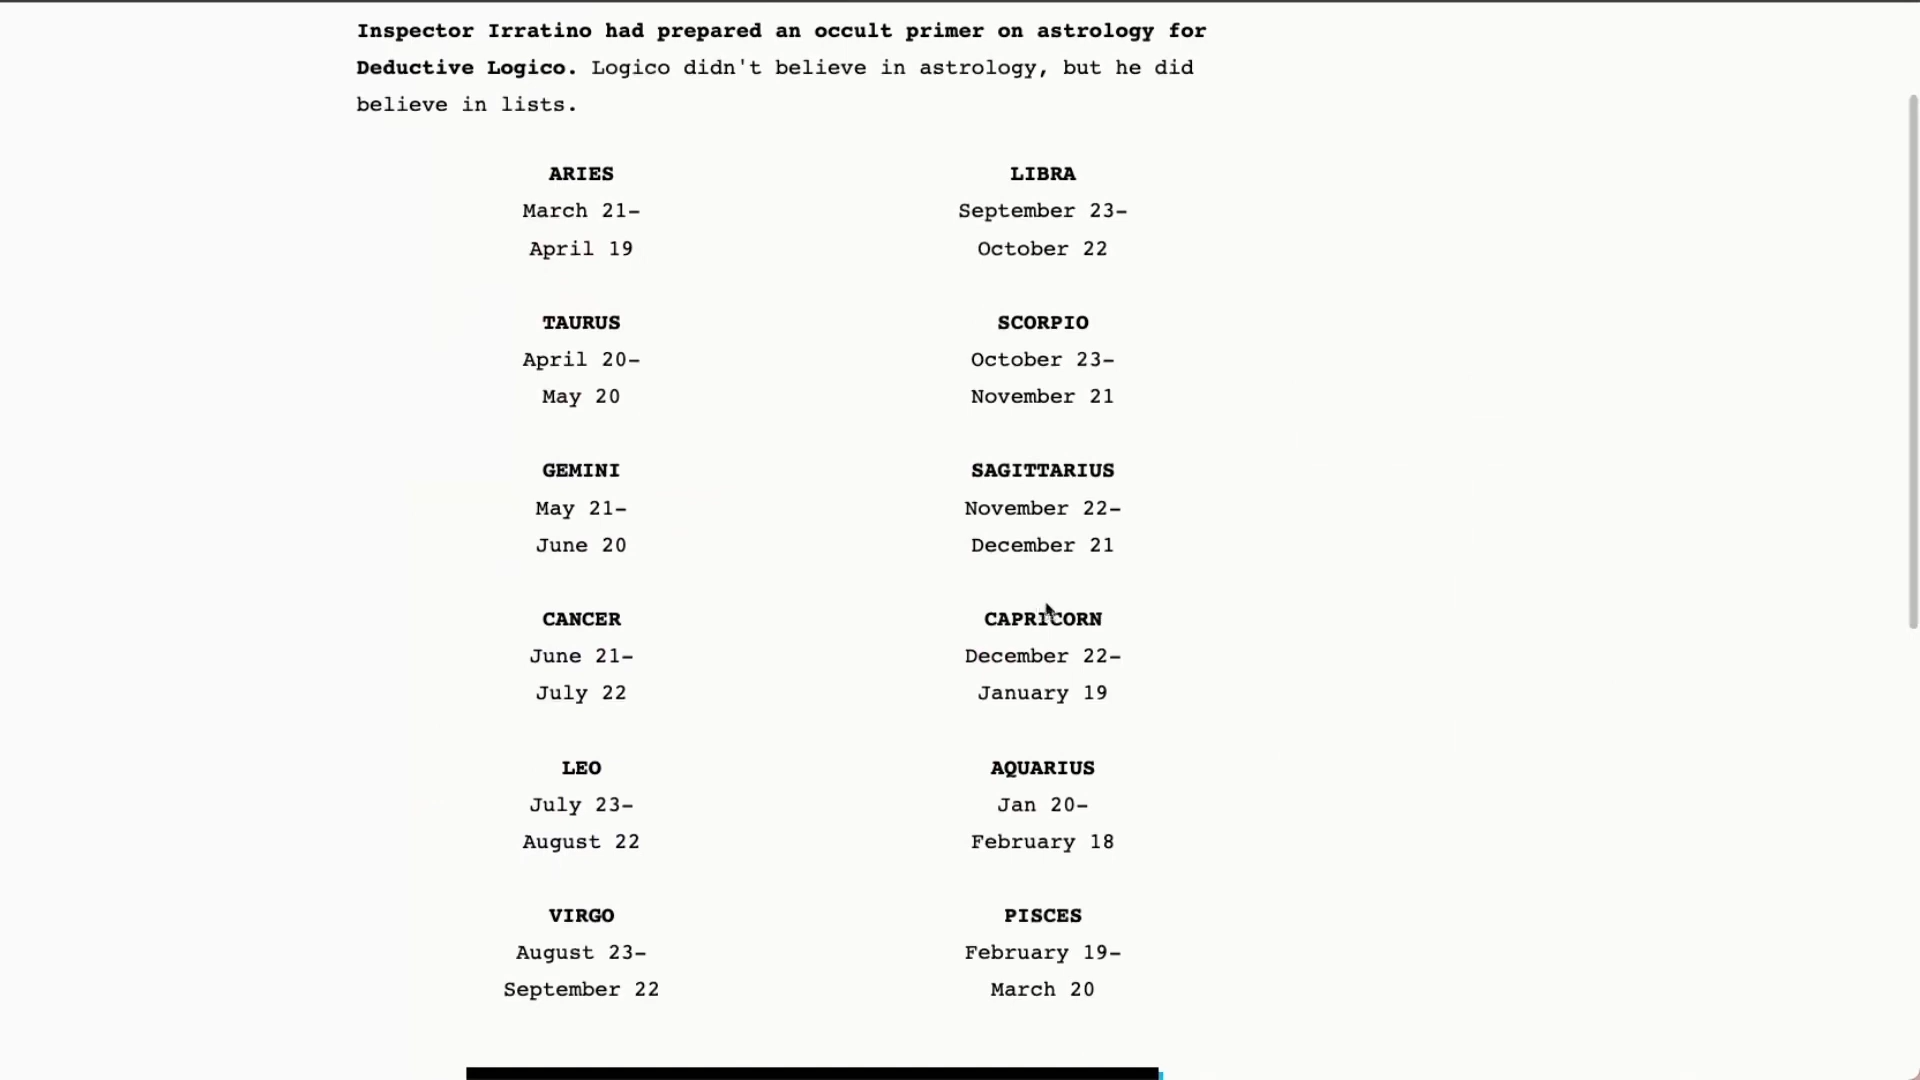 Inspector Irratino had prepared an occult primer on astrology for
Deductive Logico. Logico didn't believe in astrology, but he did
believe in lists.
ARIES
March 21-
April 19
TAURUS
April 20-
May 20
GEMINI
May 21-
June 20
CANCER
June 21-
July 22
LEO
July 23-
August 22
VIRGO
August 23-
September 22
LIBRA
September 23-
October 22
SCORPIO
October 23-
November 21
SAGITTARIUS
November 22-
December 21
CAPRICORN
December 22-
January 19
AQUARIUS
Jan 20-
February 18
PISCES
February 19-
March 20